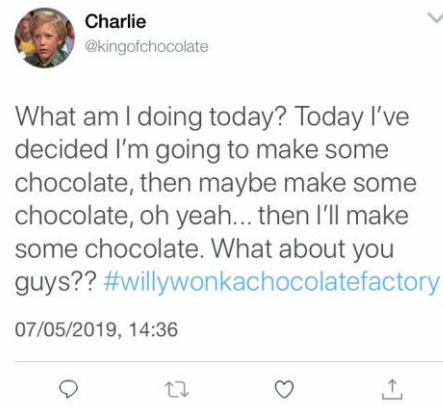 Charlie
@kingofchocolate
What am I doing today? Today I've
decided I'm going to make some
chocolate, then maybe make some
chocolate, oh yeah... then I'll make
some chocolate. What about you
guys?? #willywonkachocolatefactory
07/05/2019, 14:36